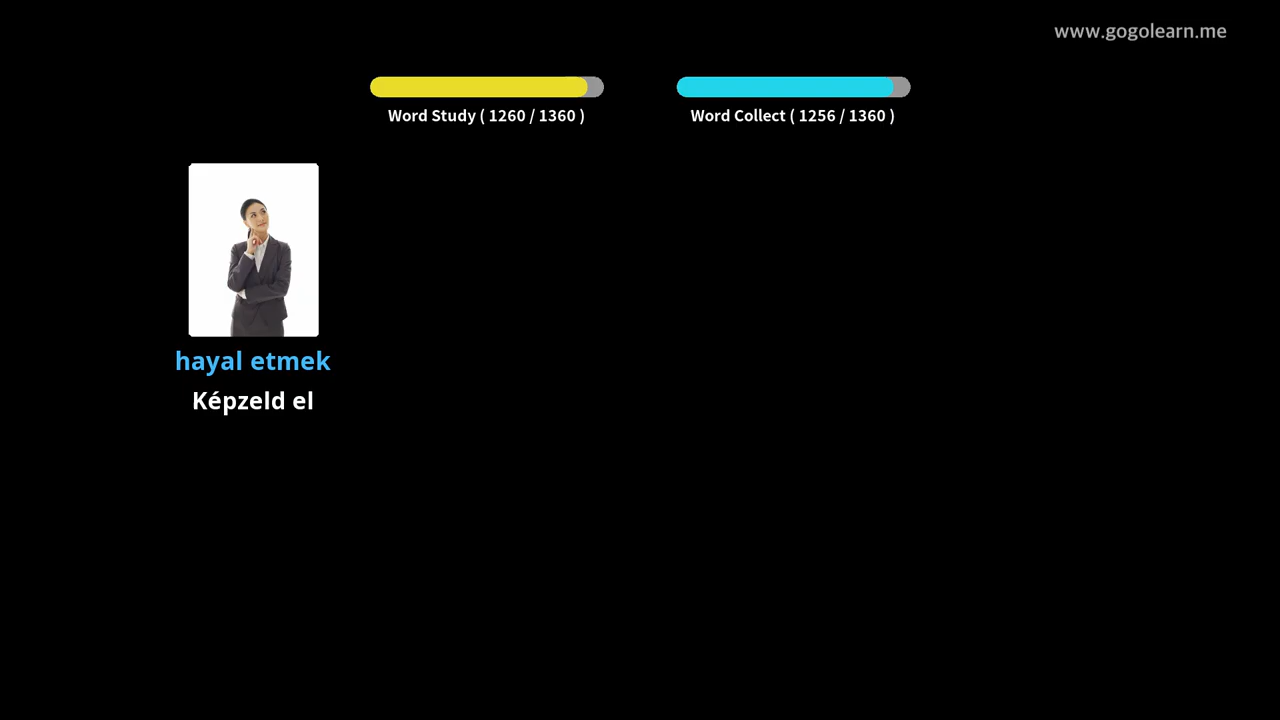 www.gogolearn.me
Word Study ( 1260 / 1360 )
Word Collect ( 1256 / 1360 )
hayal etmek
Képzeld el